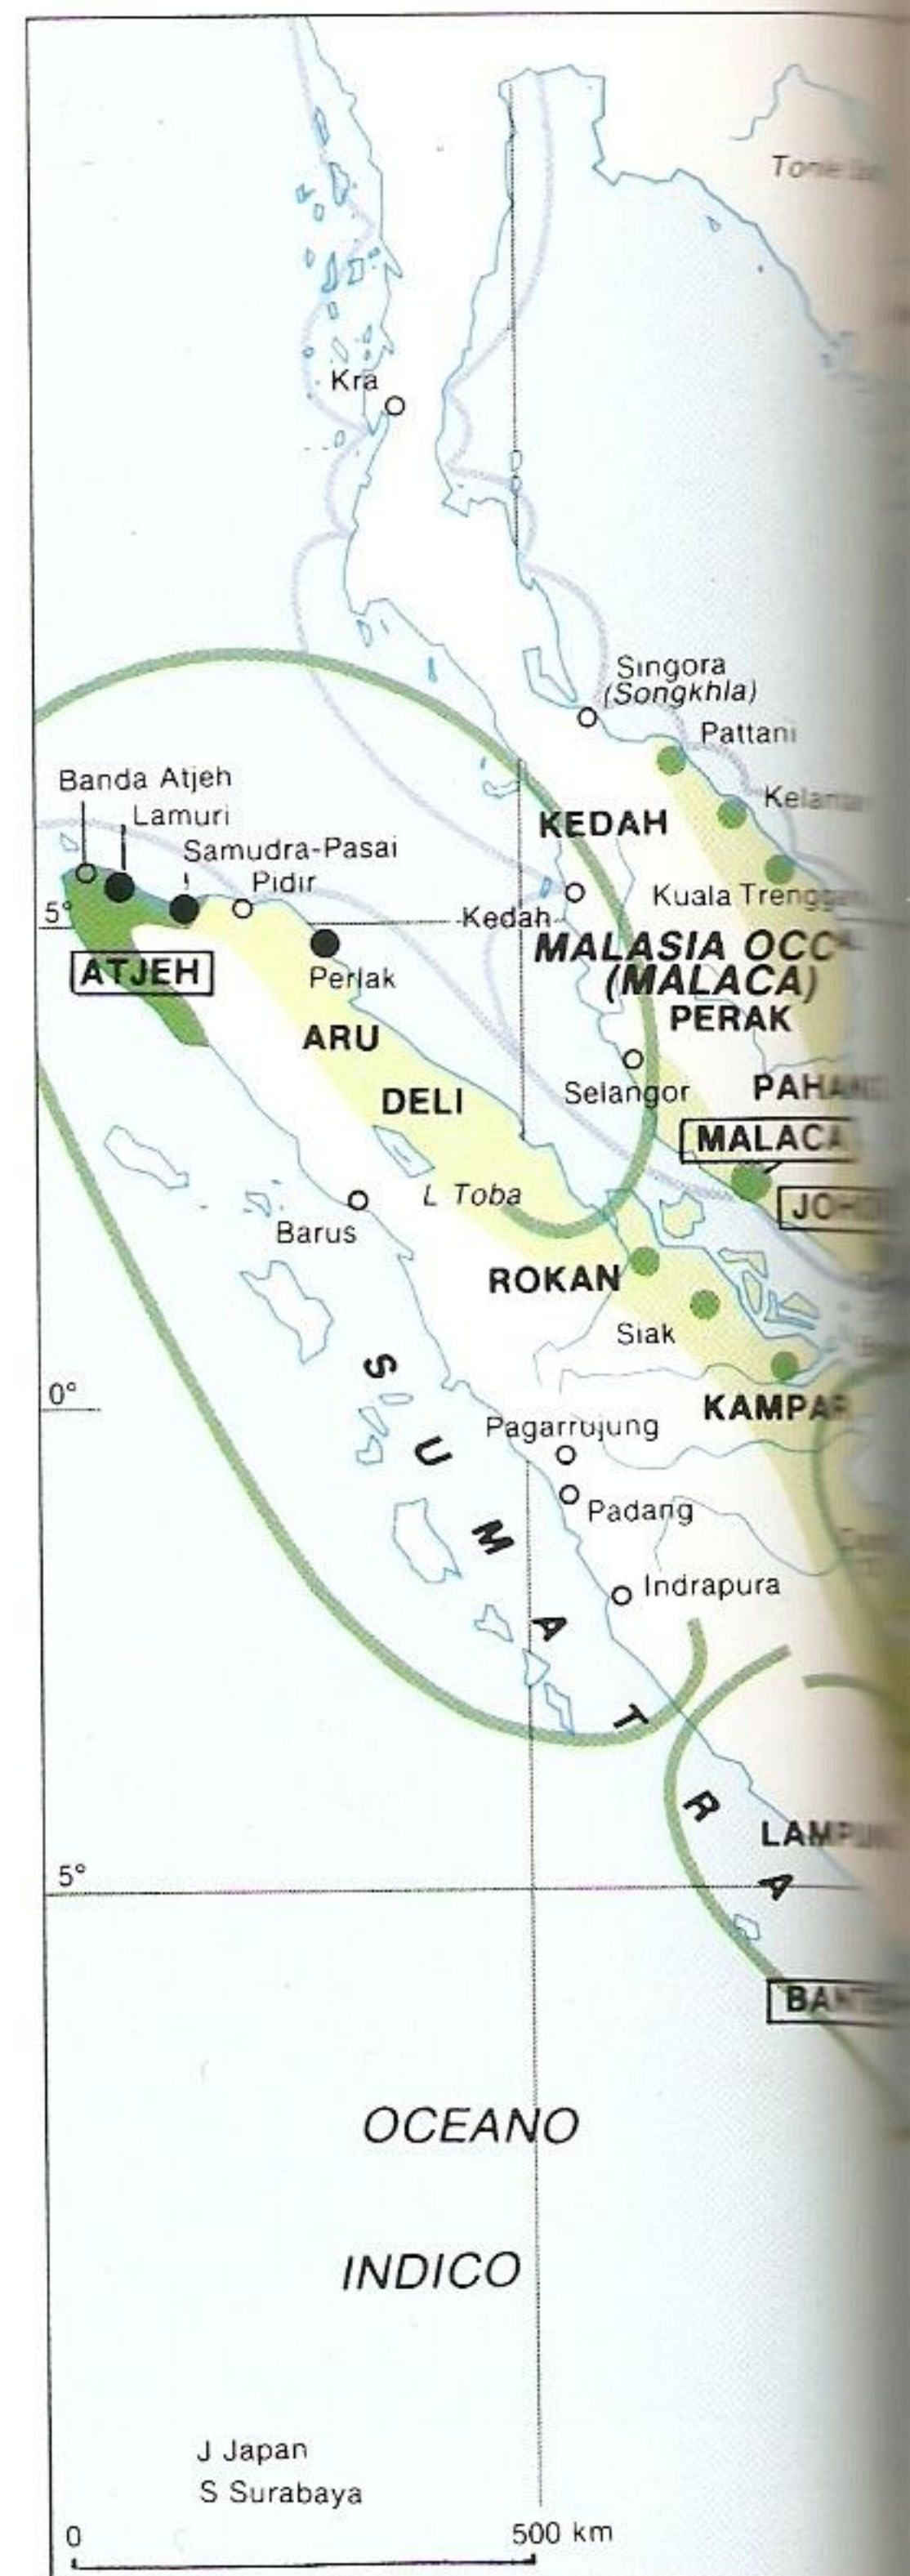 Kra
Singora
(Songkhla)
Pattani
Banda Atjeh
Lamuri
Samudra-Pasai
Pidir
KEDAH
Kuala
5°
Kedah
ATJEH
Perlak
MALASIA OCC
(MALACA)
PERAK
ARU
Selangor
DELI
MALACA
L Toba
Barus
ROKAN
Siak
SUMATRA
0°
KAMPAR
Pagarrujung
Padang
Indrapura
5°
OCEANO
INDICO
J Japan
S Surabaya
0
500 km